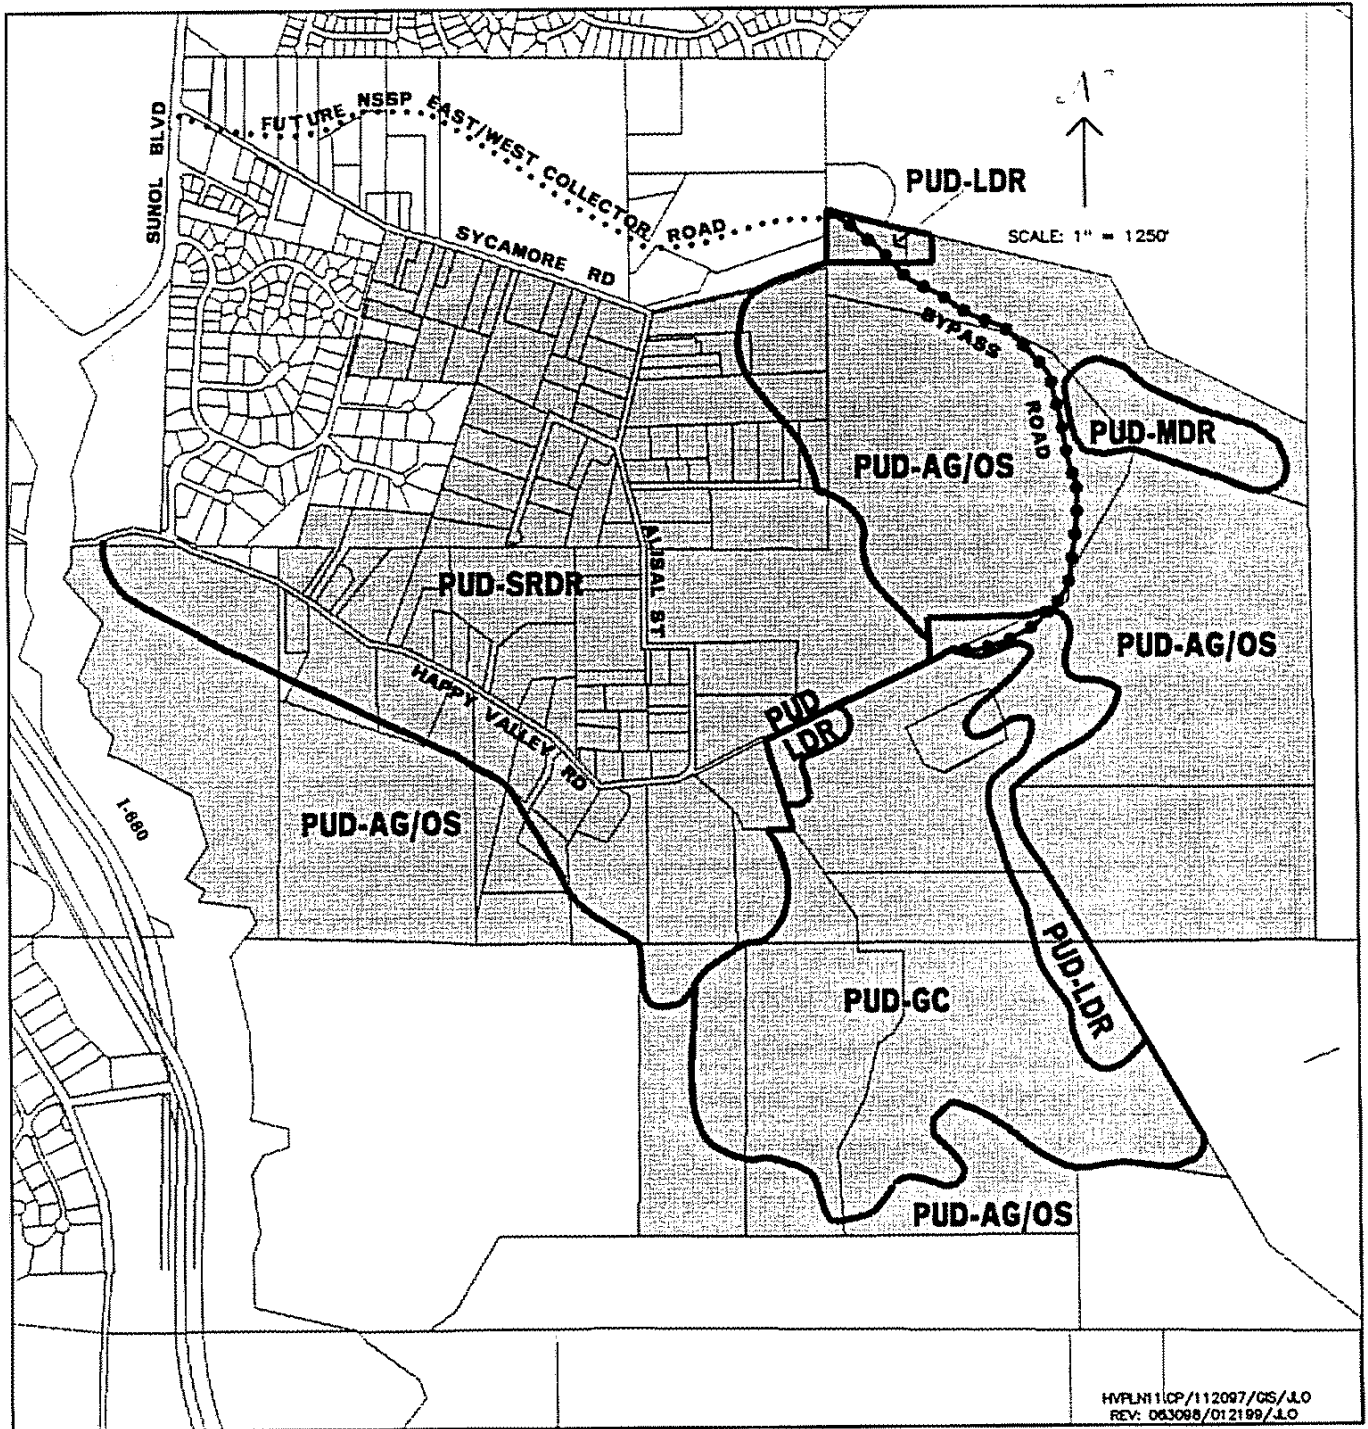 SUNOL BLVD
FUTURE NSSP EAST/WEST COLLECTOR ROAD
SYCAMORE RD
N
PUD-LDR
SCALE: 1" = 1250'
BYPASS ROAD
PUD-MDR
PUD-AG/OS
ALISAL ST
PUD-SRDR
PUD-AG/OS
HAPPY VALLEY RD
PUD
LDR
I-680
PUD-AG/OS
PUD-LDR
PUD-GC
PUD-AG/OS
HVPLN11.CP/112097/GIS/JLO
REV: 063098/012199/JLO